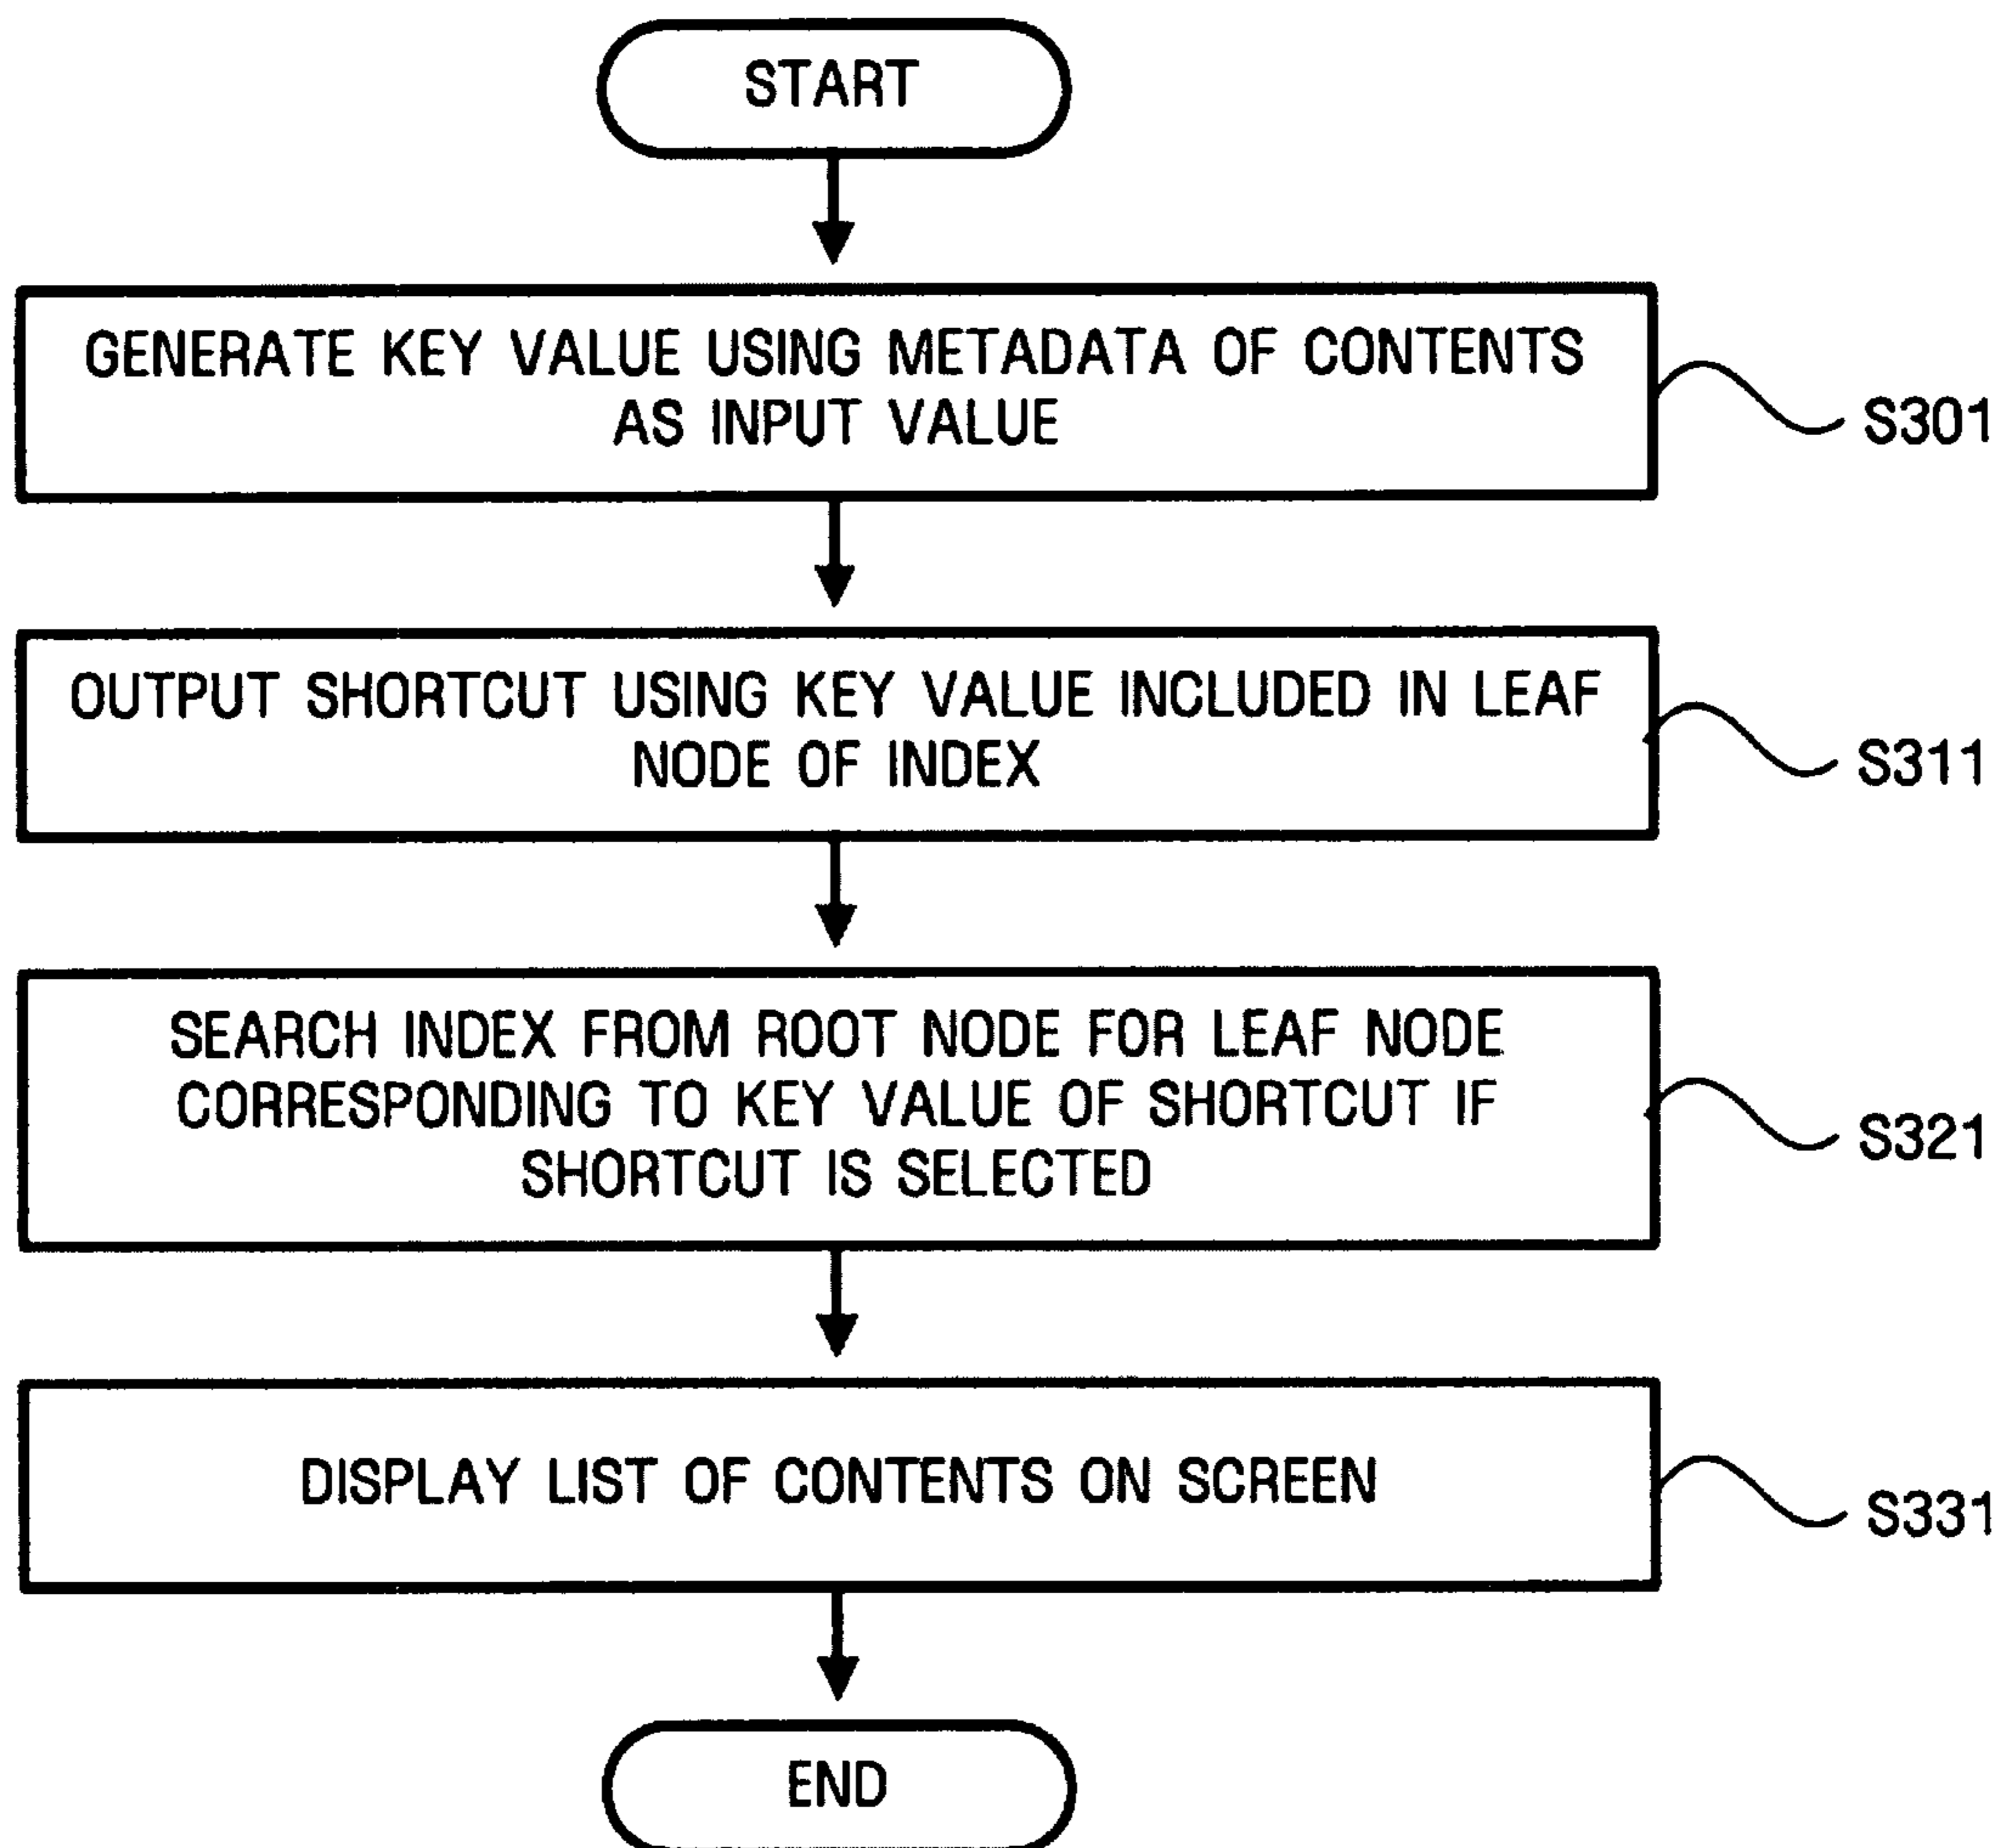 START
GENERATE KEY VALUE USING METADATA OF CONTENTS
AS INPUT VALUE
S301
OUTPUT SHORTCUT USING KEY VALUE INCLUDED IN LEAF
NODE OF INDEX
S311
SEARCH INDEX FROM ROOT NODE FOR LEAF NODE
CORRESPONDING TO KEY VALUE OF SHORTCUT IF
SHORTCUT IS SELECTED
S321
DISPLAY LIST OF CONTENTS ON SCREEN
S331
END